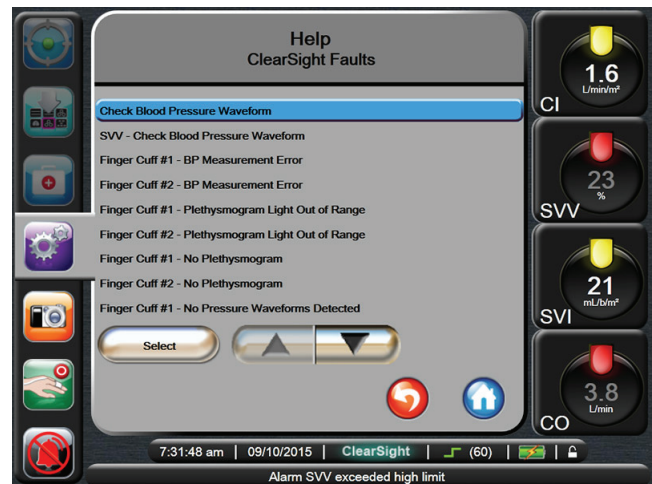 Help
ClearSight Faults
Check Blood Pressure Waveform
SVV - Check Blood Pressure Waveform
Finger Cuff #1 - BP Measurement Error
Finger Cuff #2 - BP Measurement Error
Finger Cuff #1 - Plethysmogram Light Out of Range
Finger Cuff #2 - Plethysmogram Light Out of Range
Finger Cuff #1 - No Plethysmogram
Finger Cuff #2 - No Plethysmogram
Finger Cuff #1 - No Pressure Waveforms Detected
Select
1.6
L/min/m²
CI
23
%
SVV
21
mL/b/m²
SVI
3.8
L/min
CO
7:31:48 am | 09/10/2015 | ClearSight | (60) |
Alarm SVV exceeded high limit